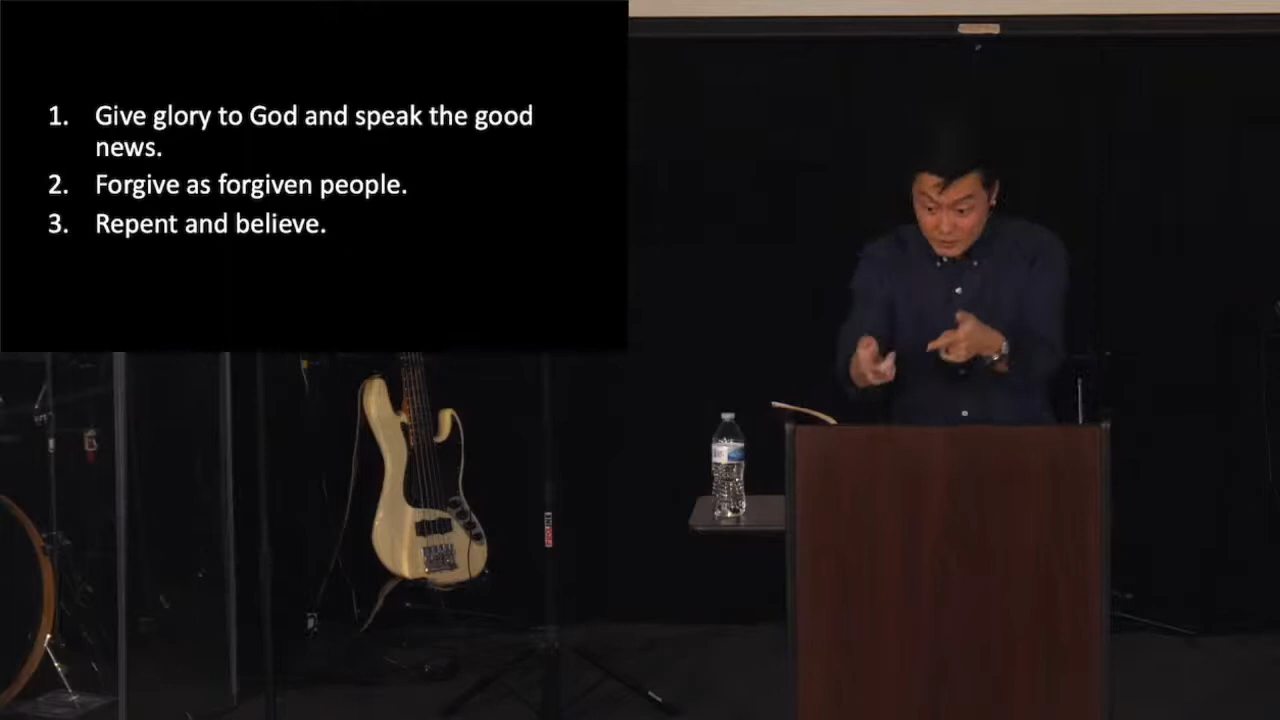 1. Give glory to God and speak the good
news.
2. Forgive as forgiven people.
3. Repent and believe.